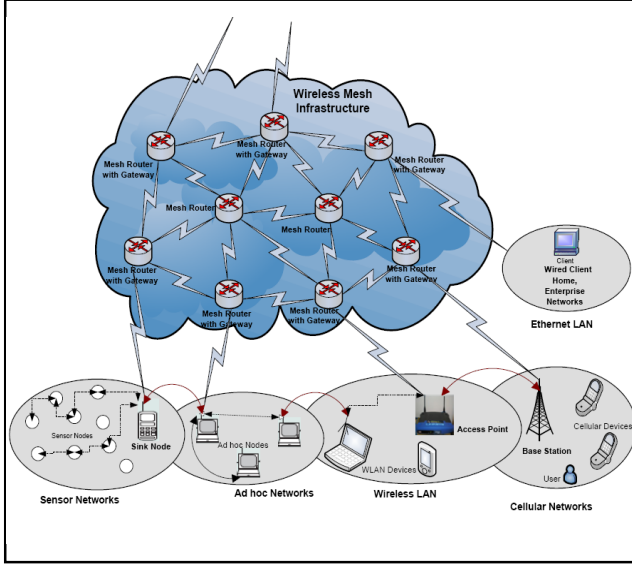 Wireless Mesh
Infrastructure
Mesh Router
with Gateway
Mesh Router
with Gateway
Mesh Router
with Gateway
Mesh Router
Mesh Router
Mesh Router
with Gateway
Mesh Router
with Gateway
Mesh Router
with Gateway
Mesh Router
with Gateway
Client
Wired Client
Home,
Enterprise
Networks
Ethernet LAN
Sensor Nodes
Sink Node
Sensor Networks
Ad hoc Nodes
Ad hoc Networks
WLAN Devices
Access Point
Wireless LAN
Base Station
Cellular Devices
User
Cellular Networks